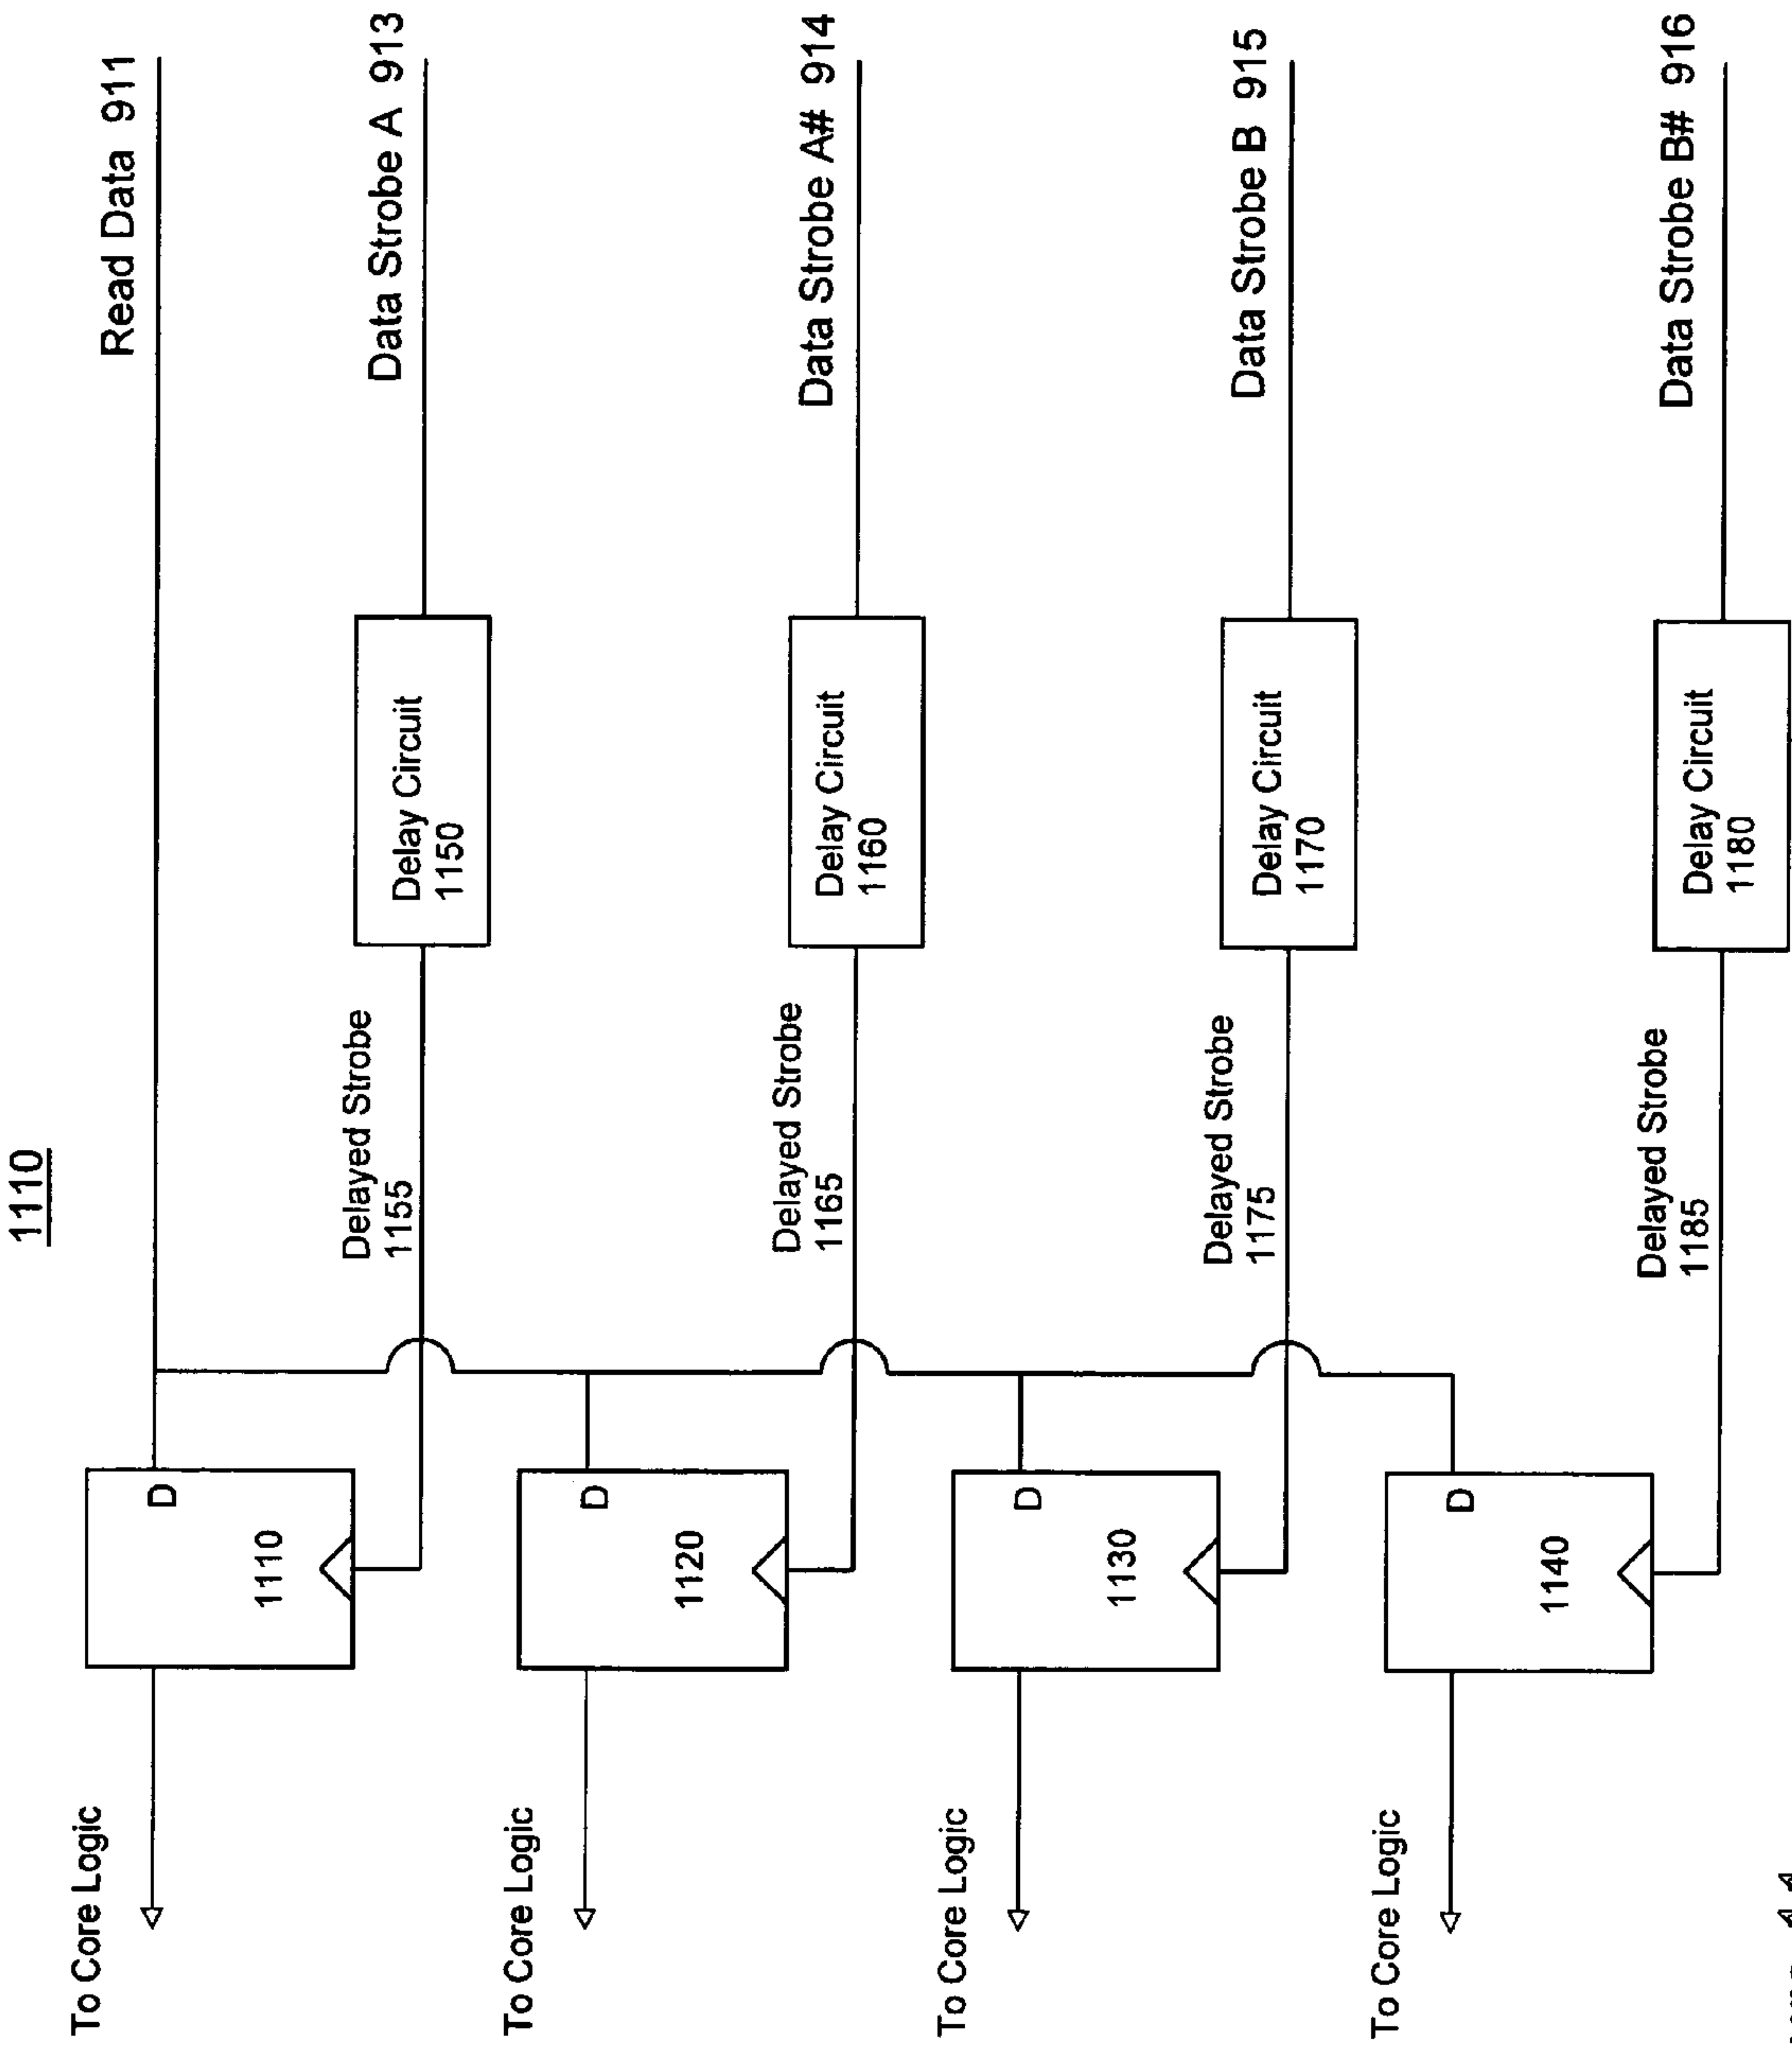 1110
Read Data 911
Data Strobe A 913
Data Strobe A# 914
Data Strobe B 915
Data Strobe B# 916
Delay Circuit
1150
Delay Circuit
1160
Delay Circuit
1170
Delay Circuit
1180
Delayed Strobe
1155
Delayed Strobe
1165
Delayed Strobe
1175
Delayed Strobe
1185
D
1110
D
1120
D
1130
D
1140
To Core Logic
To Core Logic
To Core Logic
To Core Logic